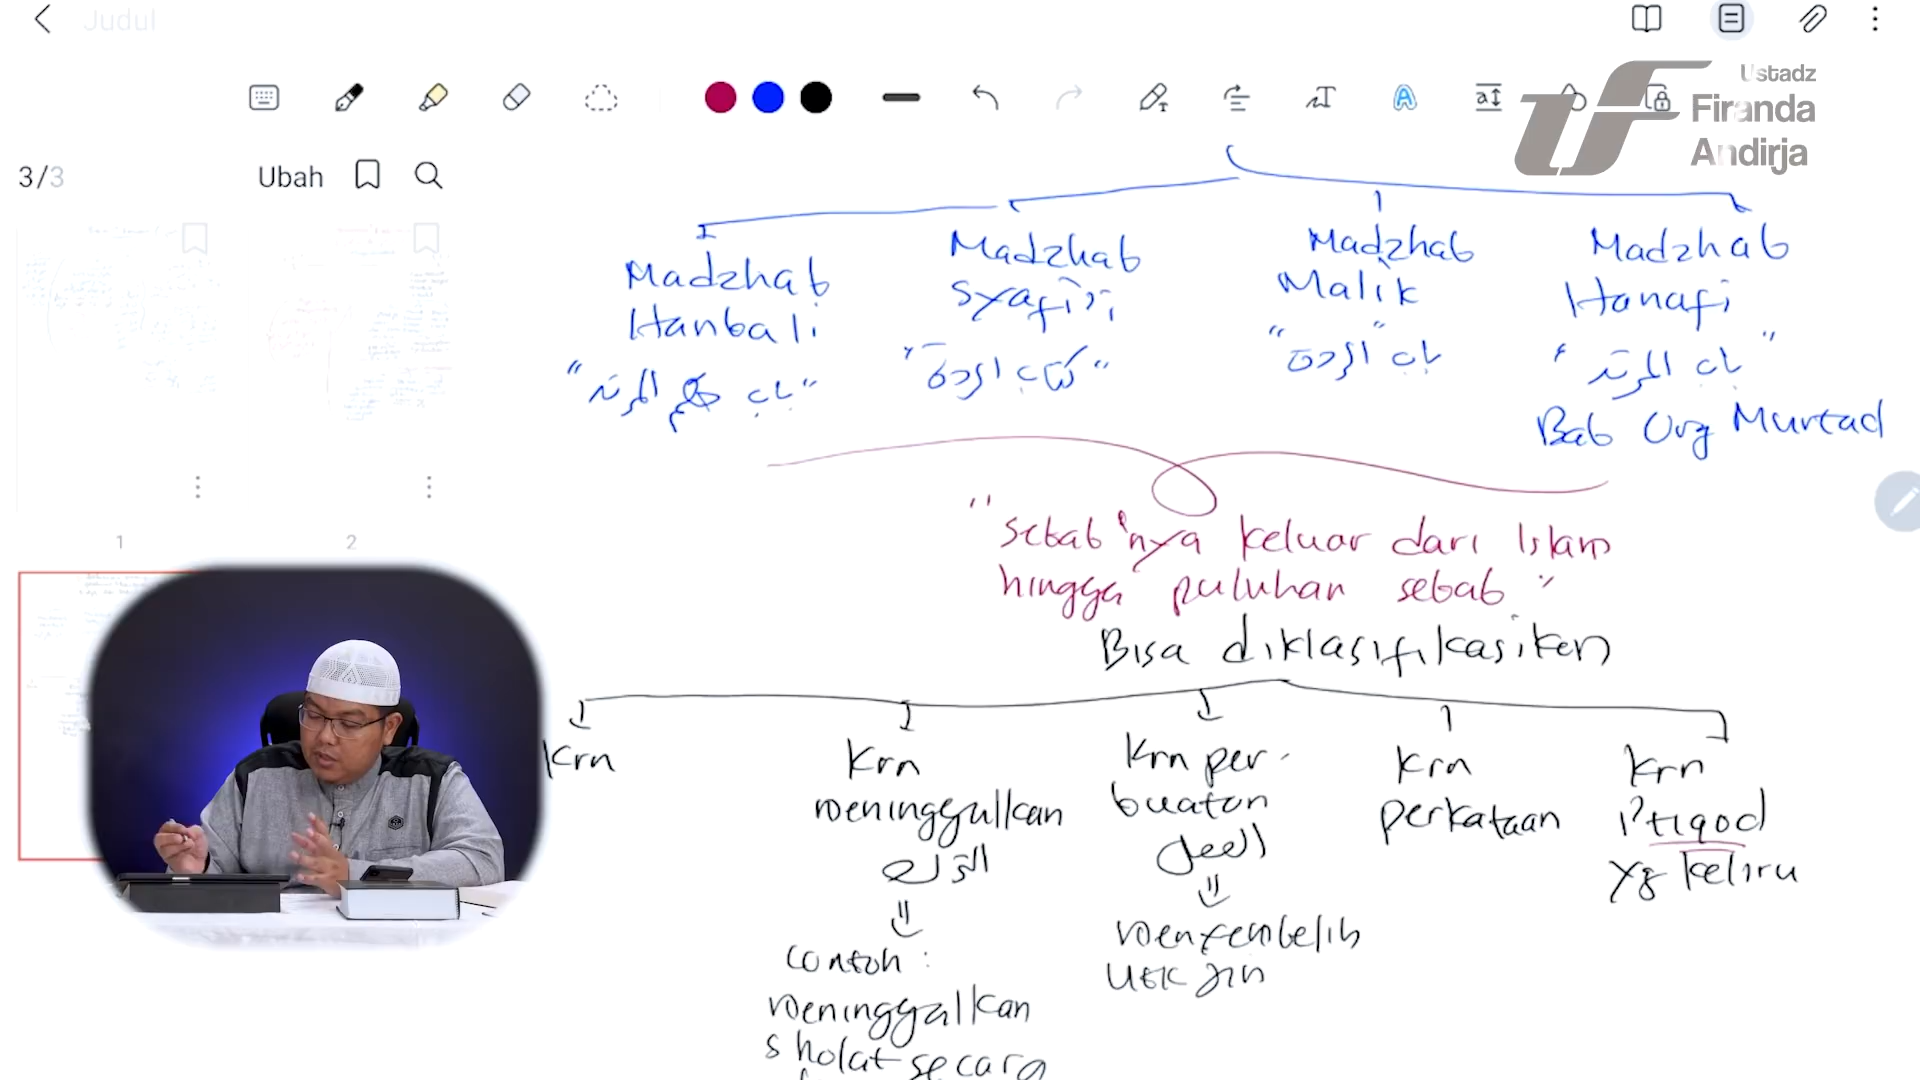 Judul
Ustadz
Firanda
Andirja
3/3
Ubah
Madzhab
Hanbali
"باب حكم المرتد"
Madzhab
Syafi'i
"كتاب الردة"
Madzhab
Malik
"باب الردة"
Madzhab
Hanafi
"باب المرتد"
Bab Org Murtad
1
2
"Sebab"nya keluar dari Islam
hingga puluhan sebab"
Bisa diklasifikasikan
Krn
Krn
meninggalkan
الترك
contoh:
meninggalkan
sholat secara
Krn per-
buatan
الفعل
menyembelih
utk jin
Krn
perkataan
Krn
I'tiqod
yg keliru